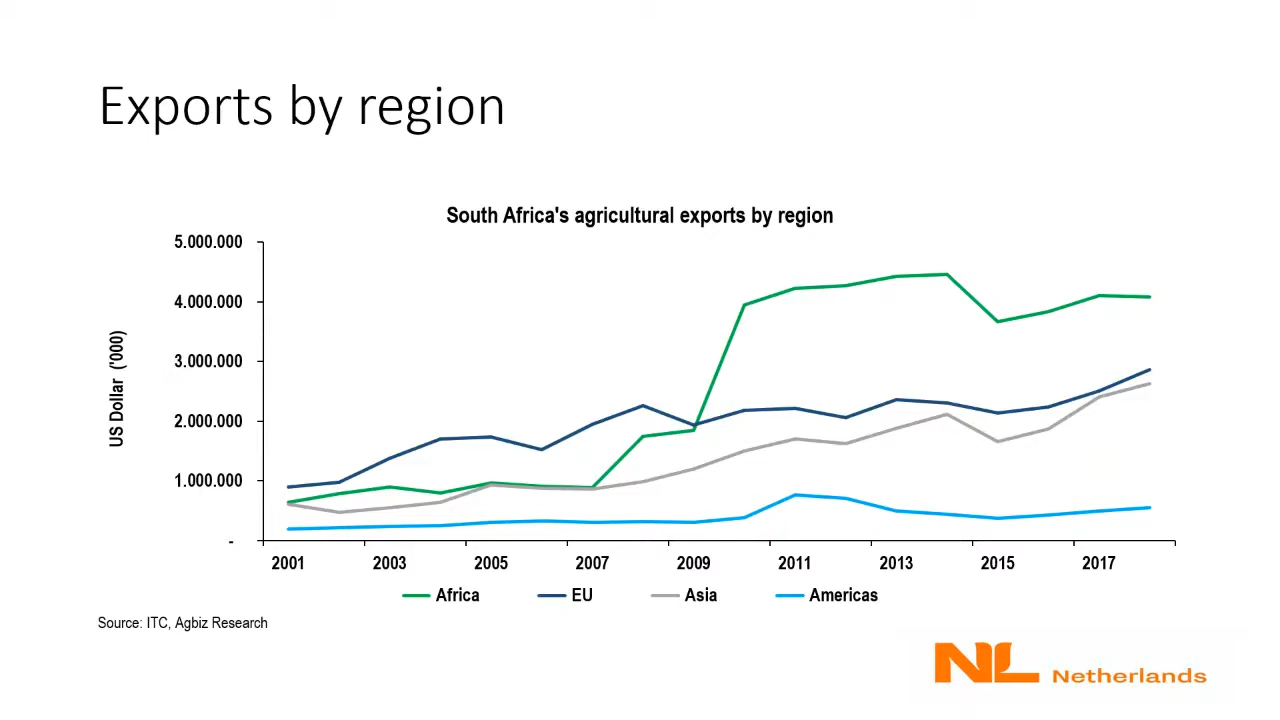 Exports by region
South Africa's agricultural exports by region
US Dollar ('000)
5.000.000
4.000.000
3.000.000
2.000.000
1.000.000
-
2001 2003 2005 2007 2009 2011 2013 2015 2017
Africa EU Asia Americas
Source: ITC, Agbiz Research
NL Netherlands